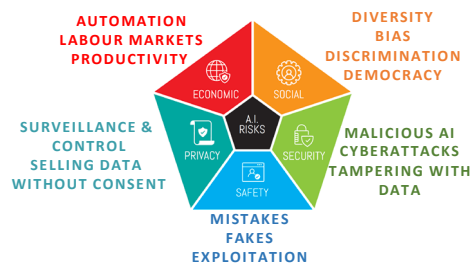 AUTOMATION
LABOUR MARKETS
PRODUCTIVITY
DIVERSITY
BIAS
DISCRIMINATION
DEMOCRACY
ECONOMIC
SOCIAL
A.I.
RISKS
SURVEILLANCE &
CONTROL
SELLING DATA
WITHOUT CONSENT
PRIVACY
SECURITY
MALICIOUS AI
CYBERATTACKS
TAMPERING WITH
DATA
SAFETY
MISTAKES
FAKES
EXPLOITATION